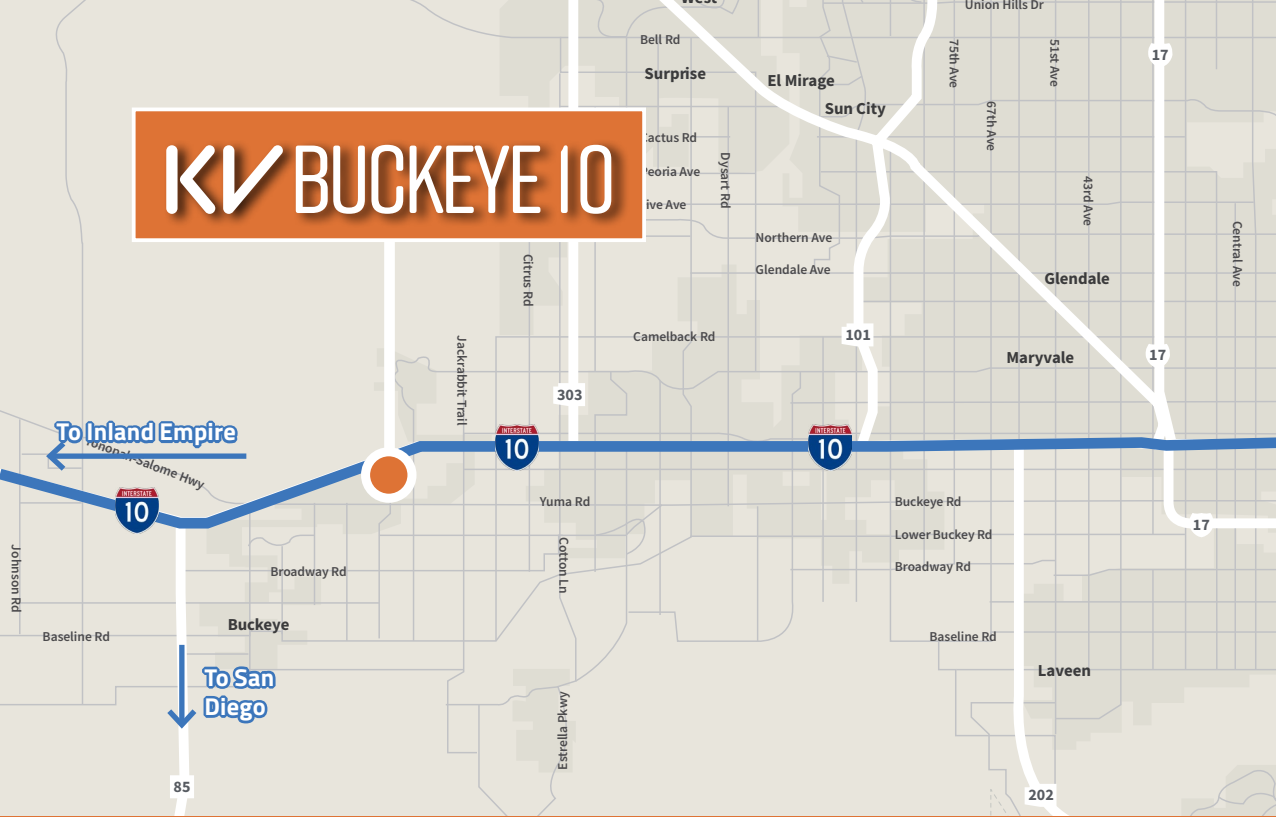 West
Union Hills Dr
Bell Rd
75th Ave
51st Ave
17
Surprise
El Mirage
Sun City
67th Ave
Cactus Rd
KV BUCKEYE 10
Peoria Ave
Dysart Rd
43rd Ave
ive Ave
Northern Ave
Central Ave
Citrus Rd
Glendale Ave
Glendale
Camelback Rd
101
Jackrabbit Trail
Maryvale
17
303
To Inland Empire
Tonopah-Salome Hwy
INTERSTATE
10
INTERSTATE
10
INTERSTATE
10
Yuma Rd
Buckeye Rd
17
Lower Buckey Rd
Johnson Rd
Cotton Ln
Broadway Rd
Broadway Rd
Buckeye
Baseline Rd
Baseline Rd
Laveen
To San
Diego
Estrella Pkwy
85
202